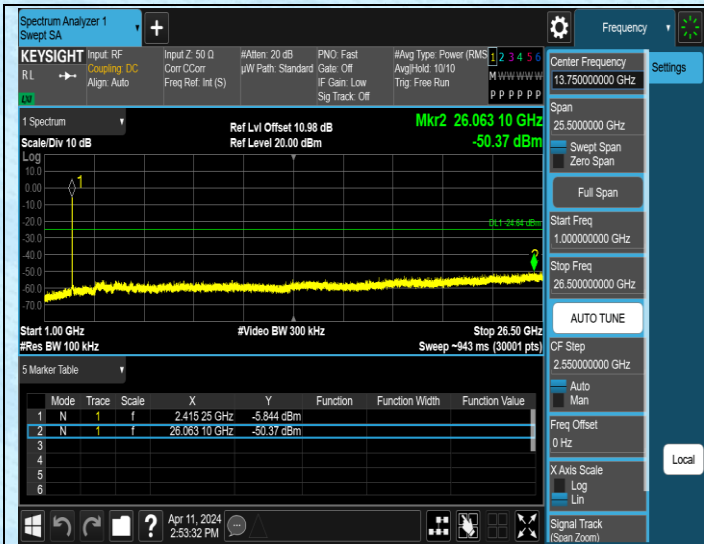 Spectrum Analyzer 1
Swept SA
+
Frequency
KEYSIGHT
RL
LXI
Input: RF
Coupling: DC
Align: Auto
Input Z: 50 Ω
Corr CCorr
Freq Ref: Int (S)
#Atten: 20 dB
µW Path: Standard
PNO: Fast
Gate: Off
IF Gain: Low
Sig Track: Off
#Avg Type: Power (RMS
Avg|Hold: 10/10
Trig: Free Run
1 2 3 4 5 6
M W W W W W
P P P P P P
1 Spectrum
Scale/Div 10 dB
Ref Lvl Offset 10.98 dB
Ref Level 20.00 dBm
Mkr2 26.063 10 GHz
-50.37 dBm
Log
10.0
0.00
-10.0
-20.0
-30.0
-40.0
-50.0
-60.0
-70.0
1
DL1 -24.64 dBm
2
Start 1.00 GHz
#Res BW 100 kHz
#Video BW 300 kHz
Stop 26.50 GHz
Sweep ~943 ms (30001 pts)
5 Marker Table
Mode Trace Scale X Y Function Function Width Function Value
1 N 1 f 2.415 25 GHz -5.844 dBm
2 N 1 f 26.063 10 GHz -50.37 dBm
3
4
5
6
?
Apr 11, 2024
2:53:32 PM
Center Frequency
13.750000000 GHz
Span
25.5000000 GHz
Swept Span
Zero Span
Full Span
Start Freq
1.000000000 GHz
Stop Freq
26.500000000 GHz
AUTO TUNE
CF Step
2.550000000 GHz
Auto
Man
Freq Offset
0 Hz
X Axis Scale
Log
Lin
Signal Track
(Span Zoom)
Settings
Local